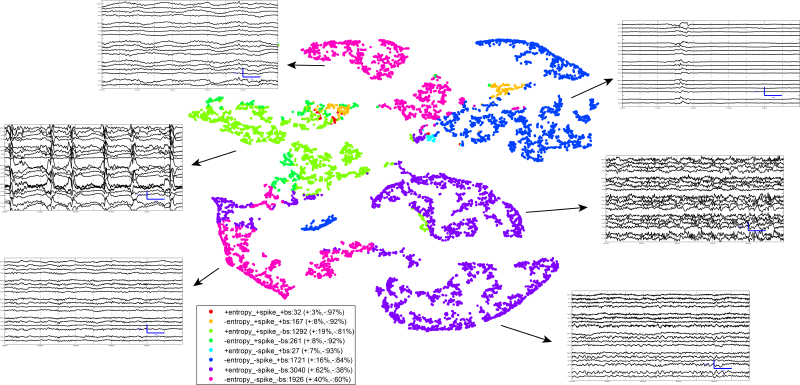 +entropy_+spike_+bs:32 (+:3%,-:97%)
-entropy_+spike_+bs:167 (+:8%,-:92%)
+entropy_+spike_-bs:1292 (+:19%,-:81%)
-entropy_+spike_-bs:261 (+:8%,-:92%)
+entropy_-spike_+bs:27 (+:7%,-:93%)
-entropy_-spike_+bs:1721 (+:16%,-:84%)
+entropy_-spike_-bs:3040 (+:62%,-:38%)
-entropy_-spike_-bs:1926 (+:40%,-:60%)